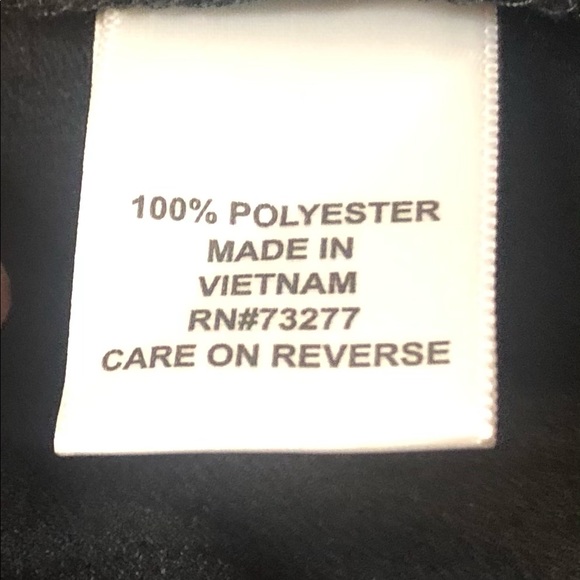 100% POLYESTER
MADE IN
VIETNAM
RN#73277
CARE ON REVERSE